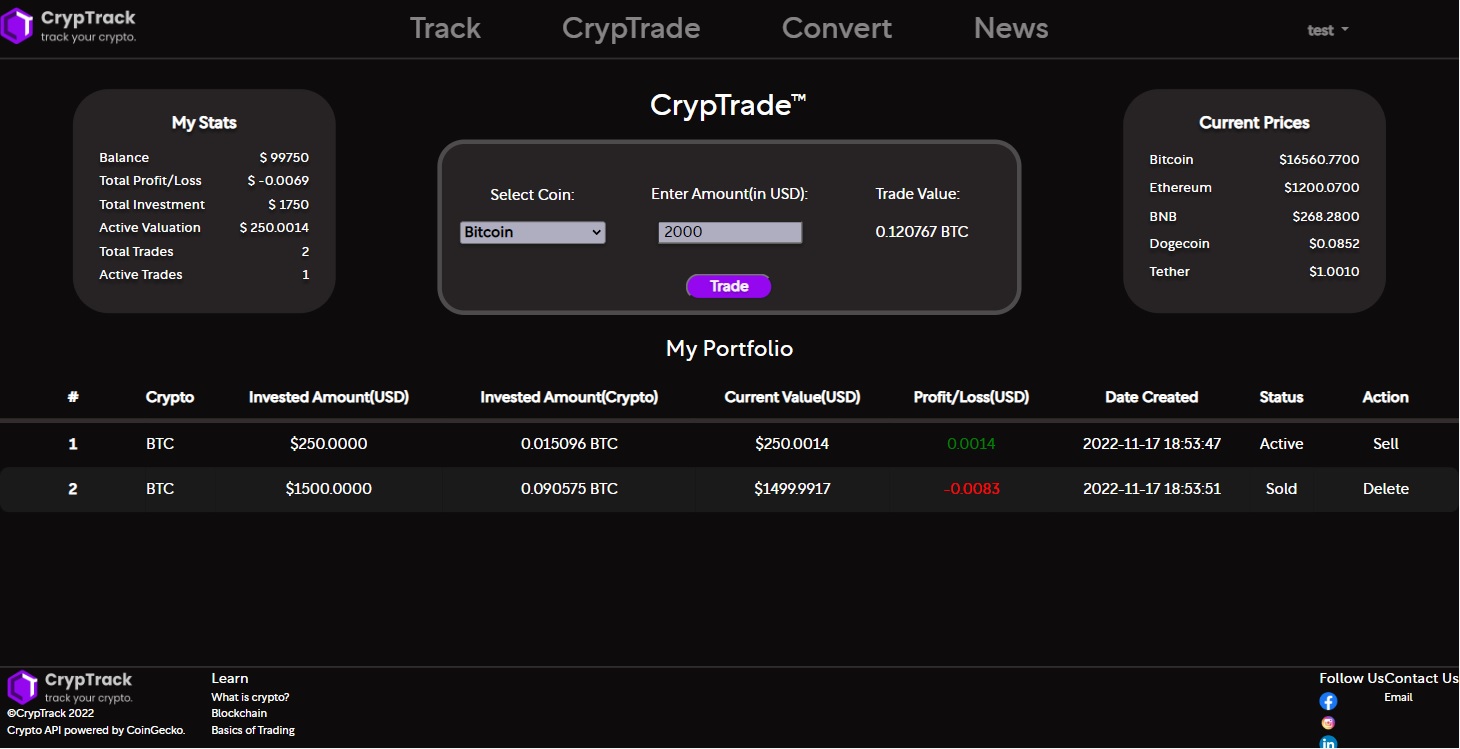 CrypTrack
track your crypto.
Track CrypTrade Convert News
test
My Stats
Balance $ 99750
Total Profit/Loss $ -0.0069
Total Investment $ 1750
Active Valuation $ 250.0014
Total Trades 2
Active Trades 1
CrypTrade™
Select Coin: Enter Amount(in USD): Trade Value:
Bitcoin 2000 0.120767 BTC
Trade
Current Prices
Bitcoin $16560.7700
Ethereum $1200.0700
BNB $268.2800
Dogecoin $0.0852
Tether $1.0010
My Portfolio
# Crypto Invested Amount(USD) Invested Amount(Crypto) Current Value(USD) Profit/Loss(USD) Date Created Status Action
1 BTC $250.0000 0.015096 BTC $250.0014 0.0014 2022-11-17 18:53:47 Active Sell
2 BTC $1500.0000 0.090575 BTC $1499.9917 -0.0083 2022-11-17 18:53:51 Sold Delete
CrypTrack
track your crypto.
©CrypTrack 2022
Crypto API powered by CoinGecko.
Learn
What is crypto?
Blockchain
Basics of Trading
Follow Us
Contact Us
Email